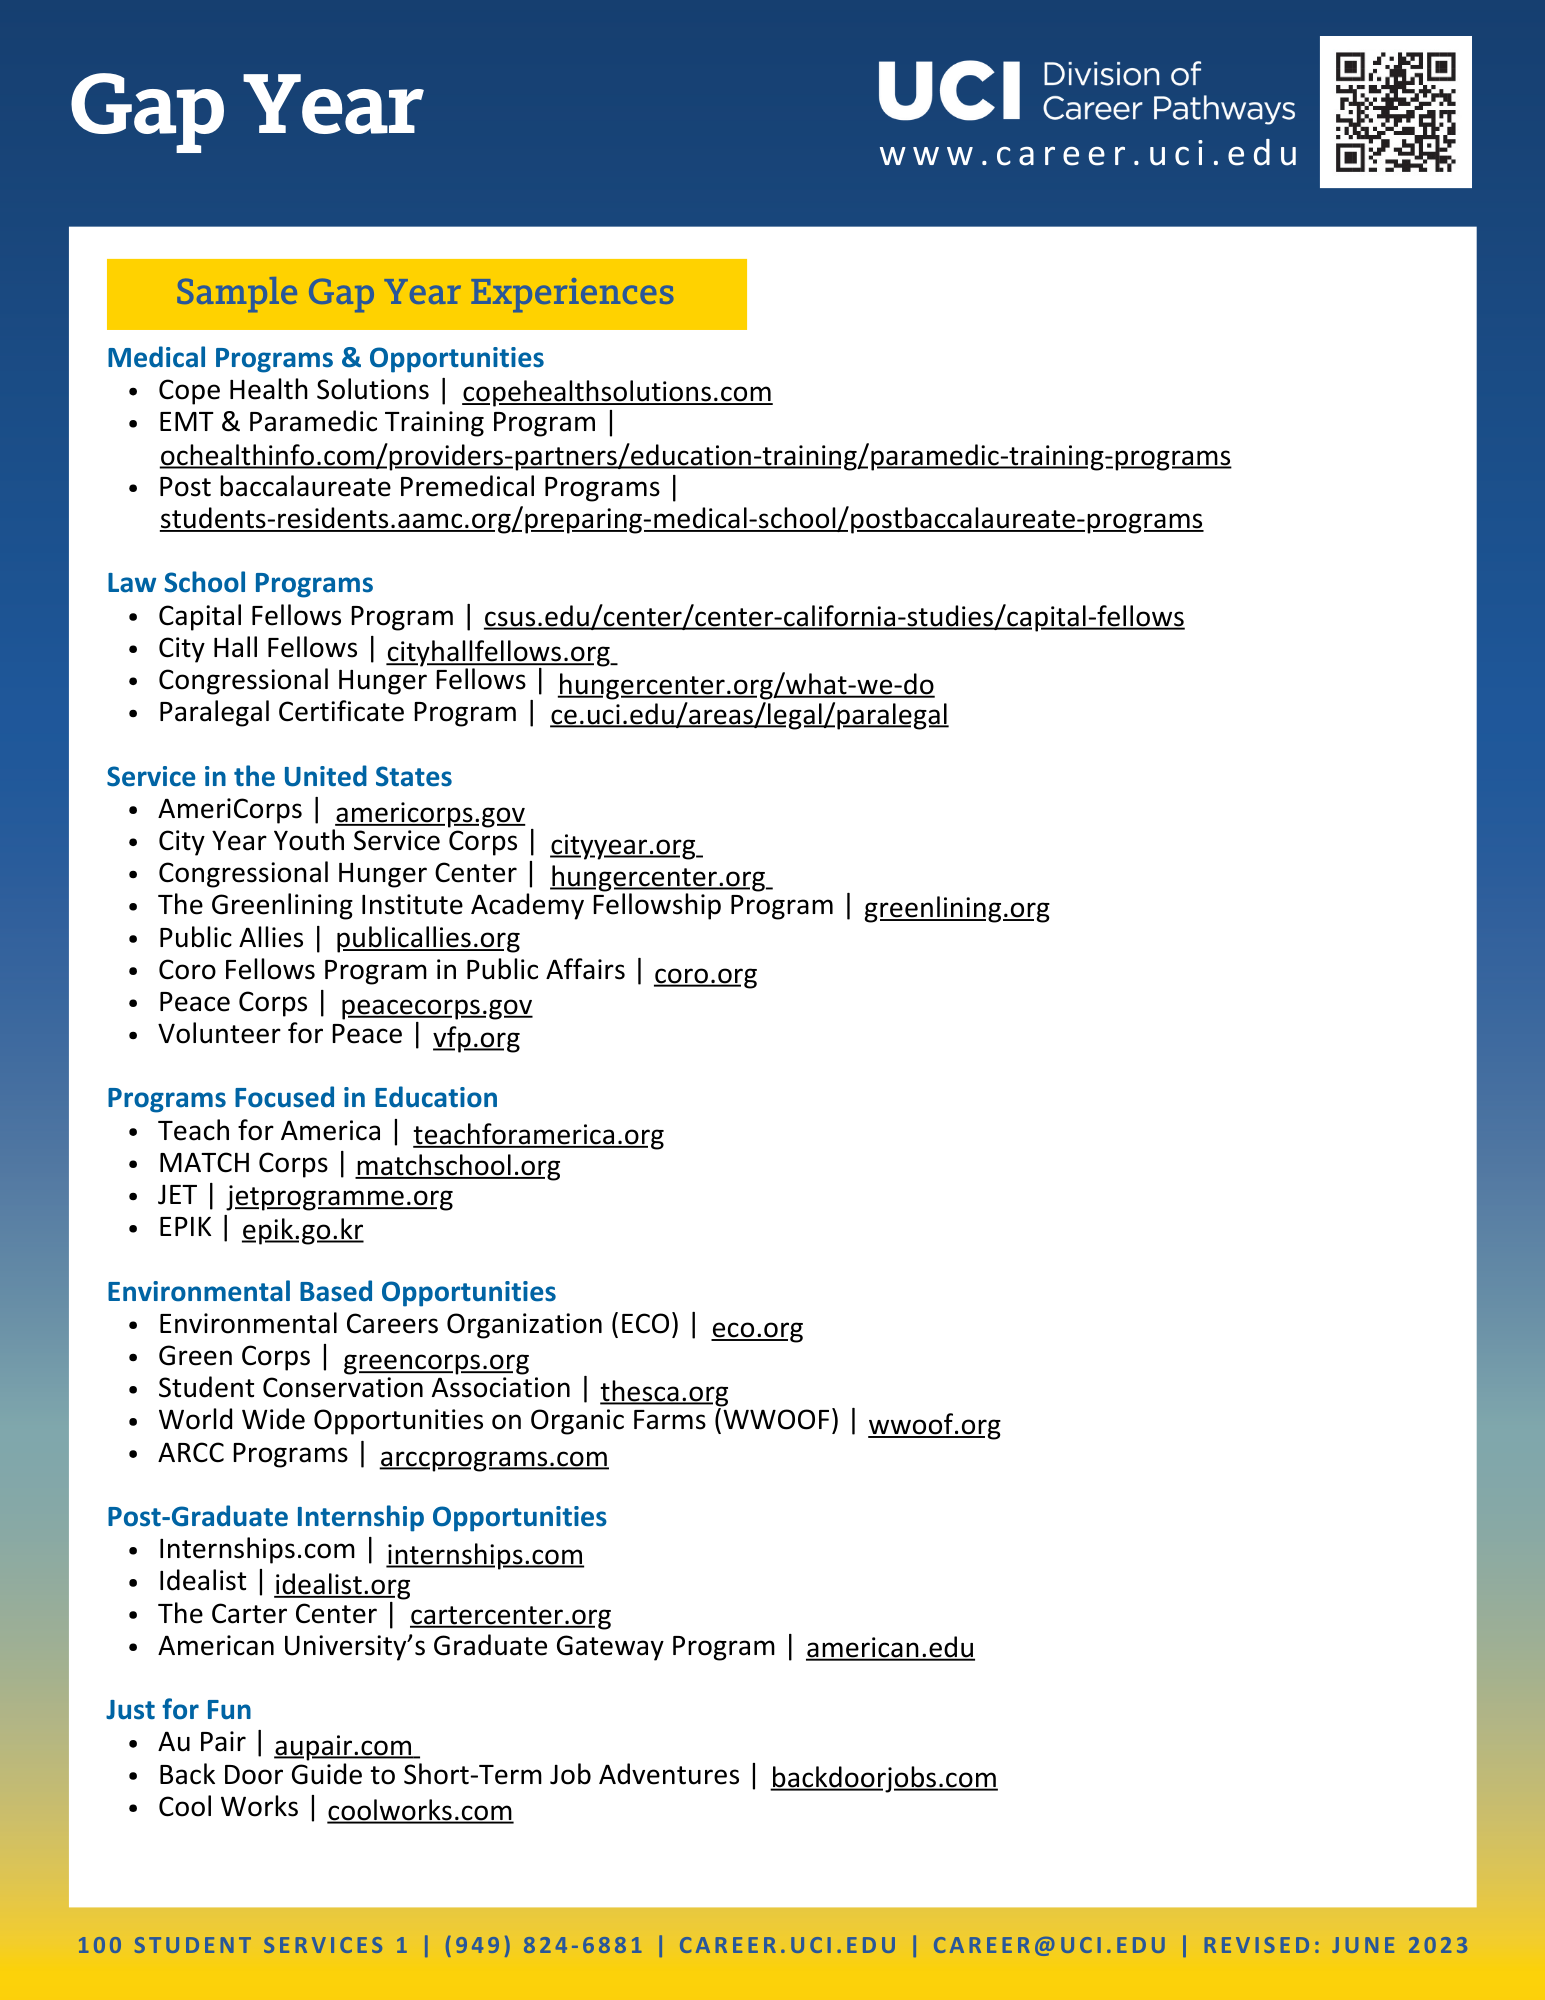 Gap Year
UCI Division of
Career Pathways
www.career.uci.edu
Sample Gap Year Experiences
Medical Programs & Opportunities
• Cope Health Solutions | copehealthsolutions.com
• EMT & Paramedic Training Program |
ochealthinfo.com/providers-partners/education-training/paramedic-training-programs
• Post baccalaureate Premedical Programs |
students-residents.aamc.org/preparing-medical-school/postbaccalaureate-programs
Law School Programs
• Capital Fellows Program | csus.edu/center/center-california-studies/capital-fellows
• City Hall Fellows | cityhallfellows.org
• Congressional Hunger Fellows | hungercenter.org/what-we-do
• Paralegal Certificate Program | ce.uci.edu/areas/legal/paralegal
Service in the United States
• AmeriCorps | americorps.gov
• City Year Youth Service Corps | cityyear.org
• Congressional Hunger Center | hungercenter.org
• The Greenlining Institute Academy Fellowship Program | greenlining.org
• Public Allies | publicallies.org
• Coro Fellows Program in Public Affairs | coro.org
• Peace Corps | peacecorps.gov
• Volunteer for Peace | vfp.org
Programs Focused in Education
• Teach for America | teachforamerica.org
• MATCH Corps | matchschool.org
• JET | jetprogramme.org
• EPIK | epik.go.kr
Environmental Based Opportunities
• Environmental Careers Organization (ECO) | eco.org
• Green Corps | greencorps.org
• Student Conservation Association | thesca.org
• World Wide Opportunities on Organic Farms (WWOOF) | wwoof.org
• ARCC Programs | arccprograms.com
Post-Graduate Internship Opportunities
• Internships.com | internships.com
• Idealist | idealist.org
• The Carter Center | cartercenter.org
• American University’s Graduate Gateway Program | american.edu
Just for Fun
• Au Pair | aupair.com
• Back Door Guide to Short-Term Job Adventures | backdoorjobs.com
• Cool Works | coolworks.com
100 STUDENT SERVICES 1 | (949) 824-6881 | CAREER.UCI.EDU | CAREER@UCI.EDU | REVISED: JUNE 2023